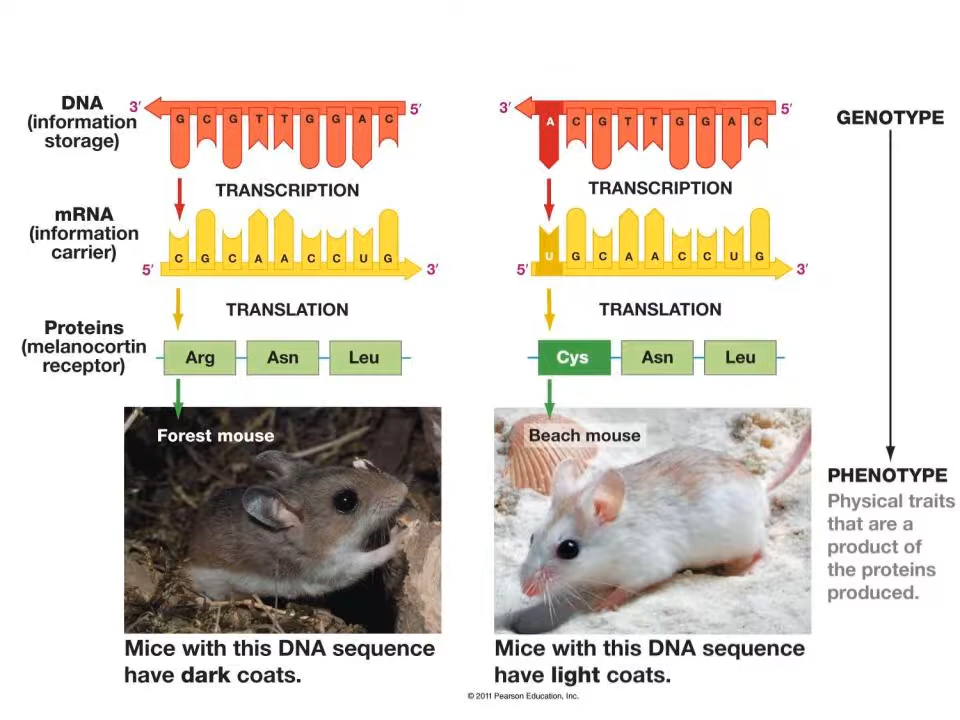 DNA
(information
storage)
3′
G C G T T G G A C
5′
3′
A C G T T G G A C
5′
GENOTYPE
TRANSCRIPTION
TRANSCRIPTION
mRNA
(information
carrier)
5′
C G C A A C C U G
3′
5′
U G C A A C C U G
3′
TRANSLATION
TRANSLATION
Proteins
(melanocortin
receptor)
Arg Asn Leu
Cys Asn Leu
Forest mouse
Beach mouse
PHENOTYPE
Physical traits
that are a
product of
the proteins
produced.
Mice with this DNA sequence
have dark coats.
Mice with this DNA sequence
have light coats.
© 2011 Pearson Education, Inc.